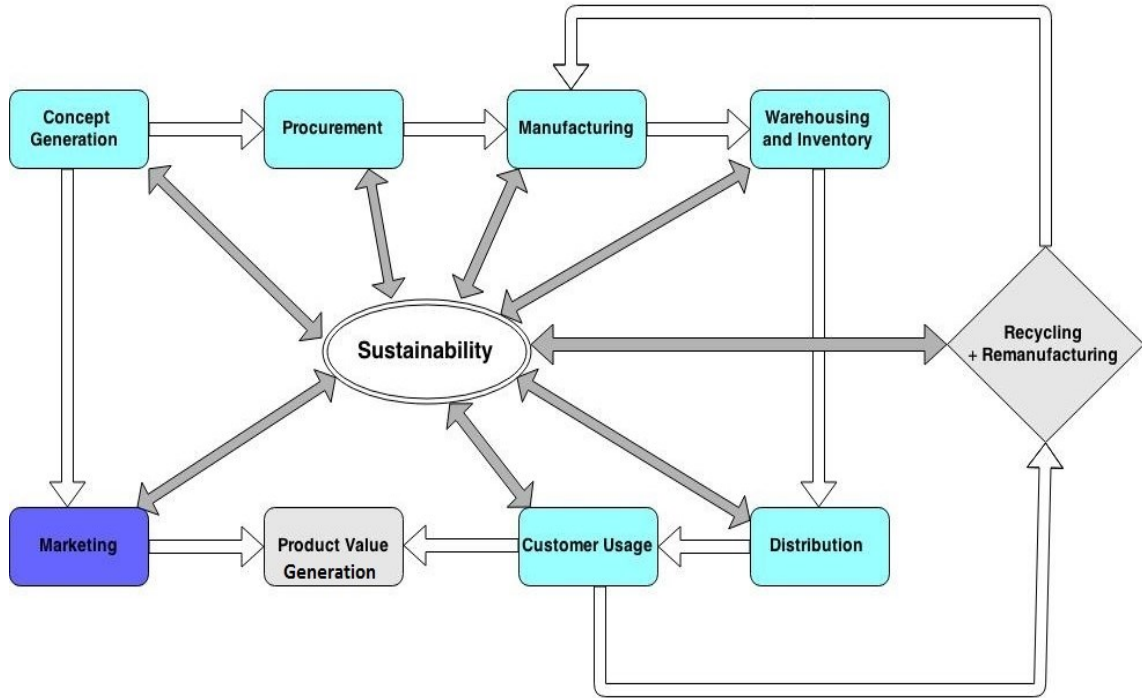 Concept
Generation
Procurement
Manufacturing
Warehousing
and Inventory
Sustainability
Recycling
+ Remanufacturing
Marketing
Product Value
Generation
Customer Usage
Distribution